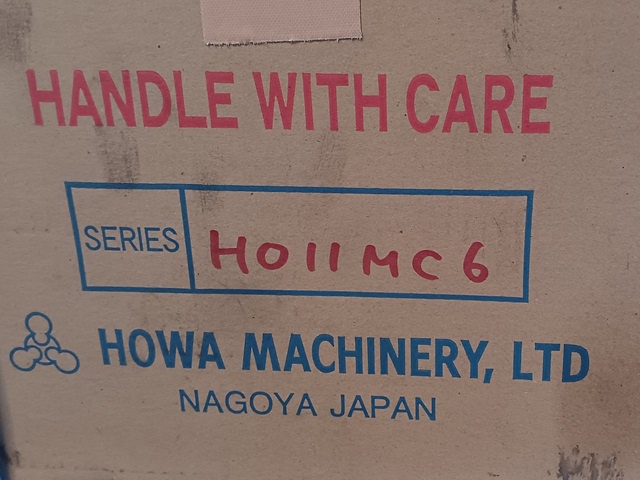 HANDLE WITH CARE
SERIES H011MC6
HOWA MACHINERY, LTD
NAGOYA JAPAN